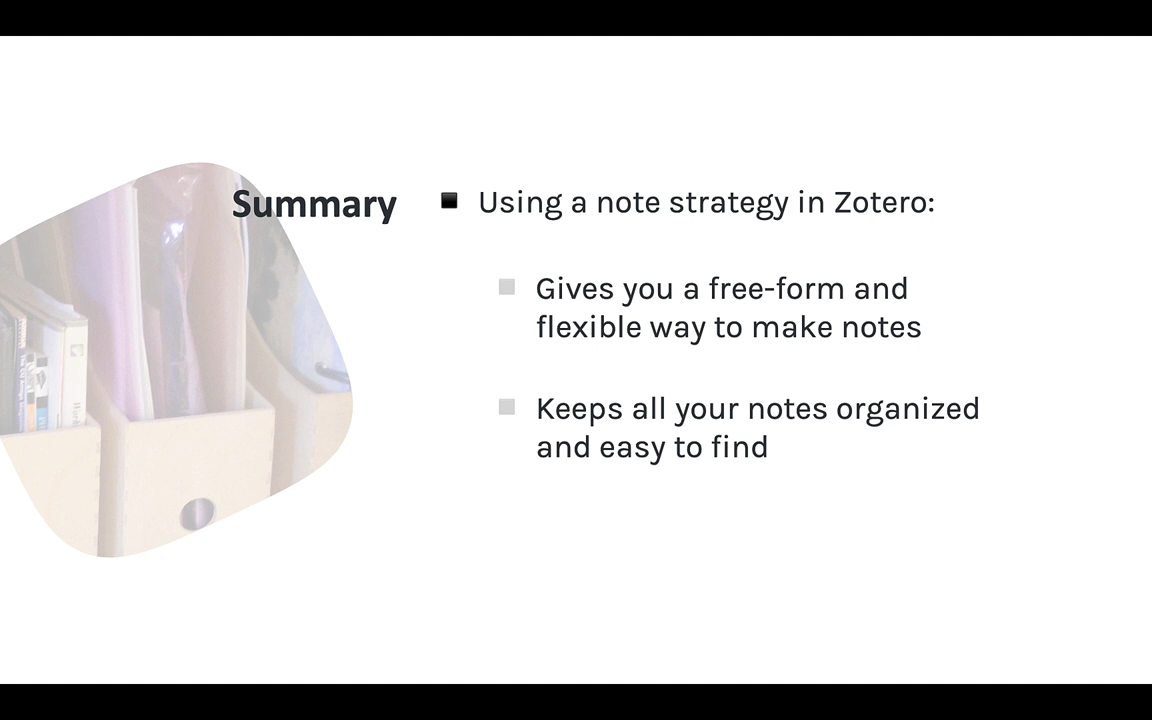 Summary
Using a note strategy in Zotero:
Gives you a free-form and
flexible way to make notes
Keeps all your notes organized
and easy to find